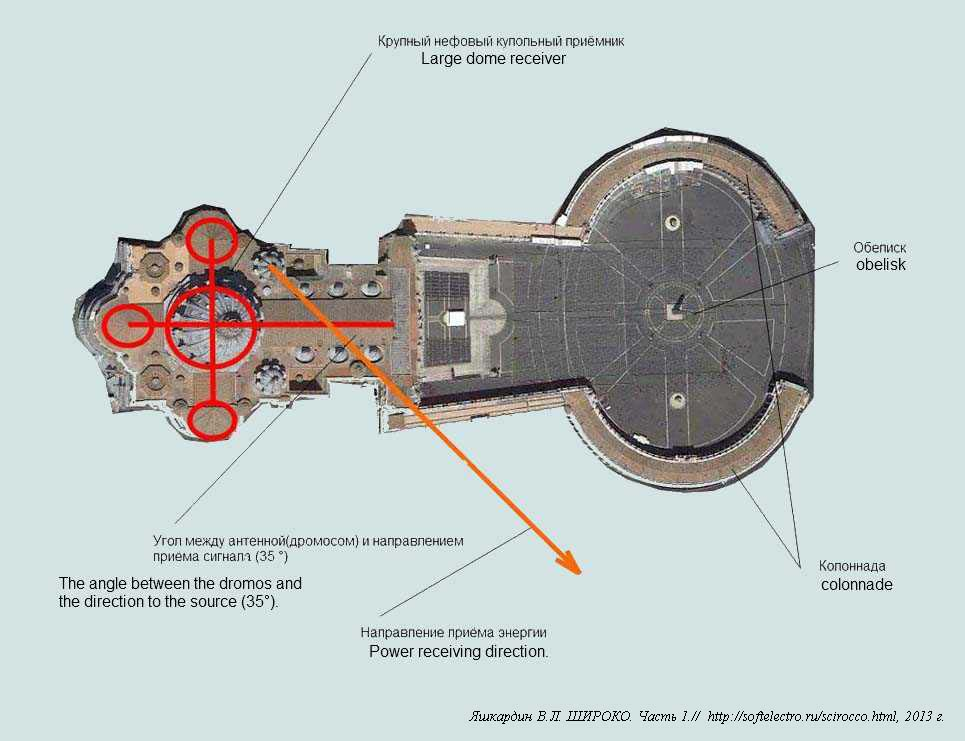 Крупный нефовый купольный приёмник
Large dome receiver
Обелиск
obelisk
Угол между антенной(дромосом) и направлением
приёма сигнала (35 °)
The angle between the dromos and
the direction to the source (35°).
Колоннада
colonnade
Направление приёма энергии
Power receiving direction.
Яшкардин В.Л. ШИРОКО. Часть 1.// http://softelectro.ru/scirocco.html, 2013 г.